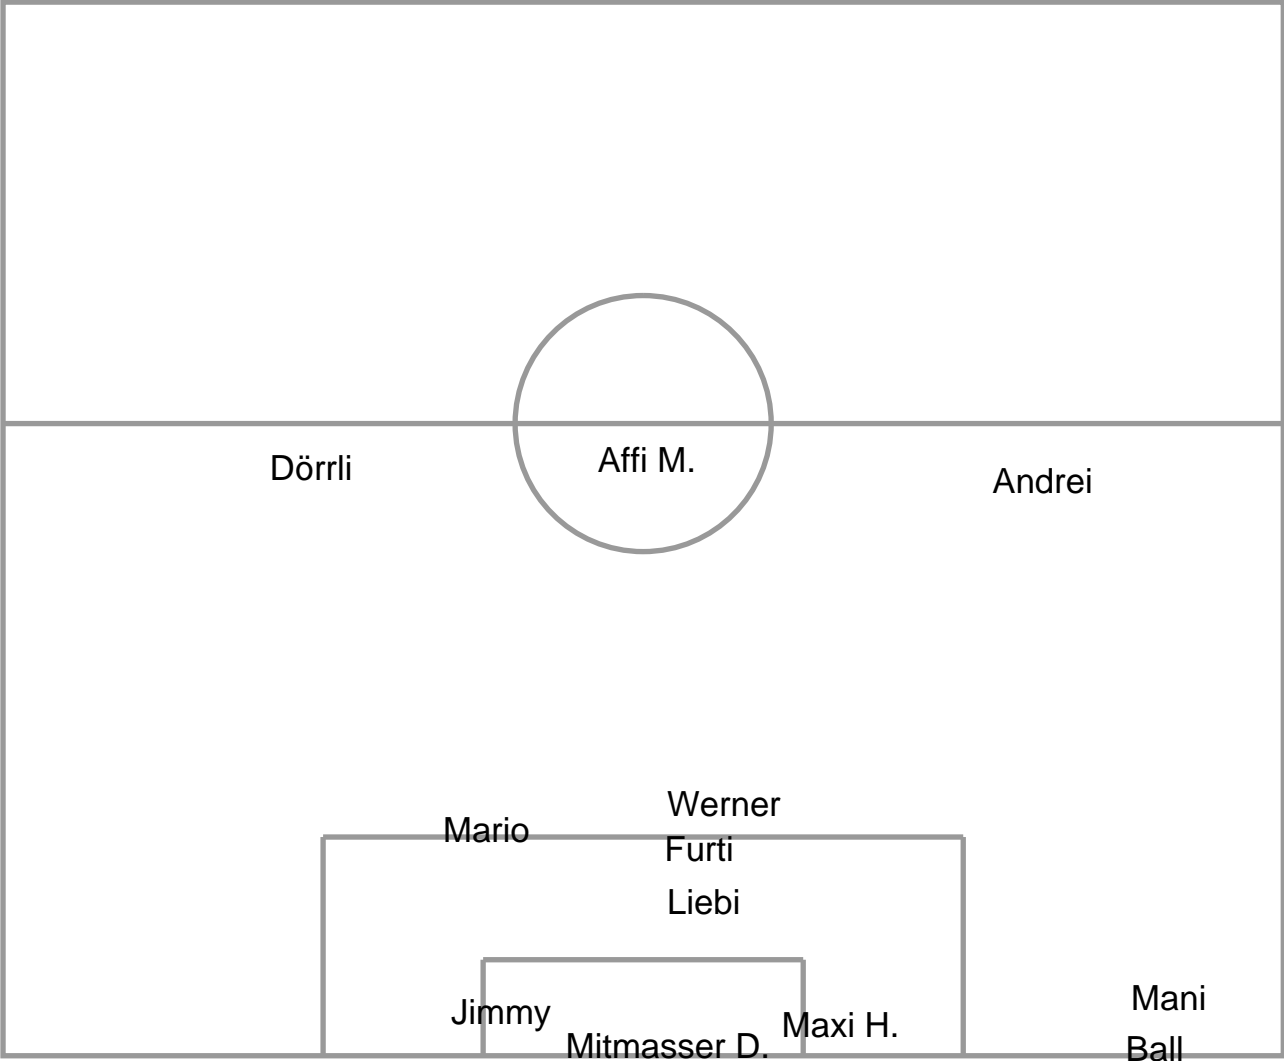 Dörrli
Affi M.
Andrei
Werner
Mario
Furti
Liebi
Mani
Jimmy
Maxi H.
Mitmasser D.
Ball